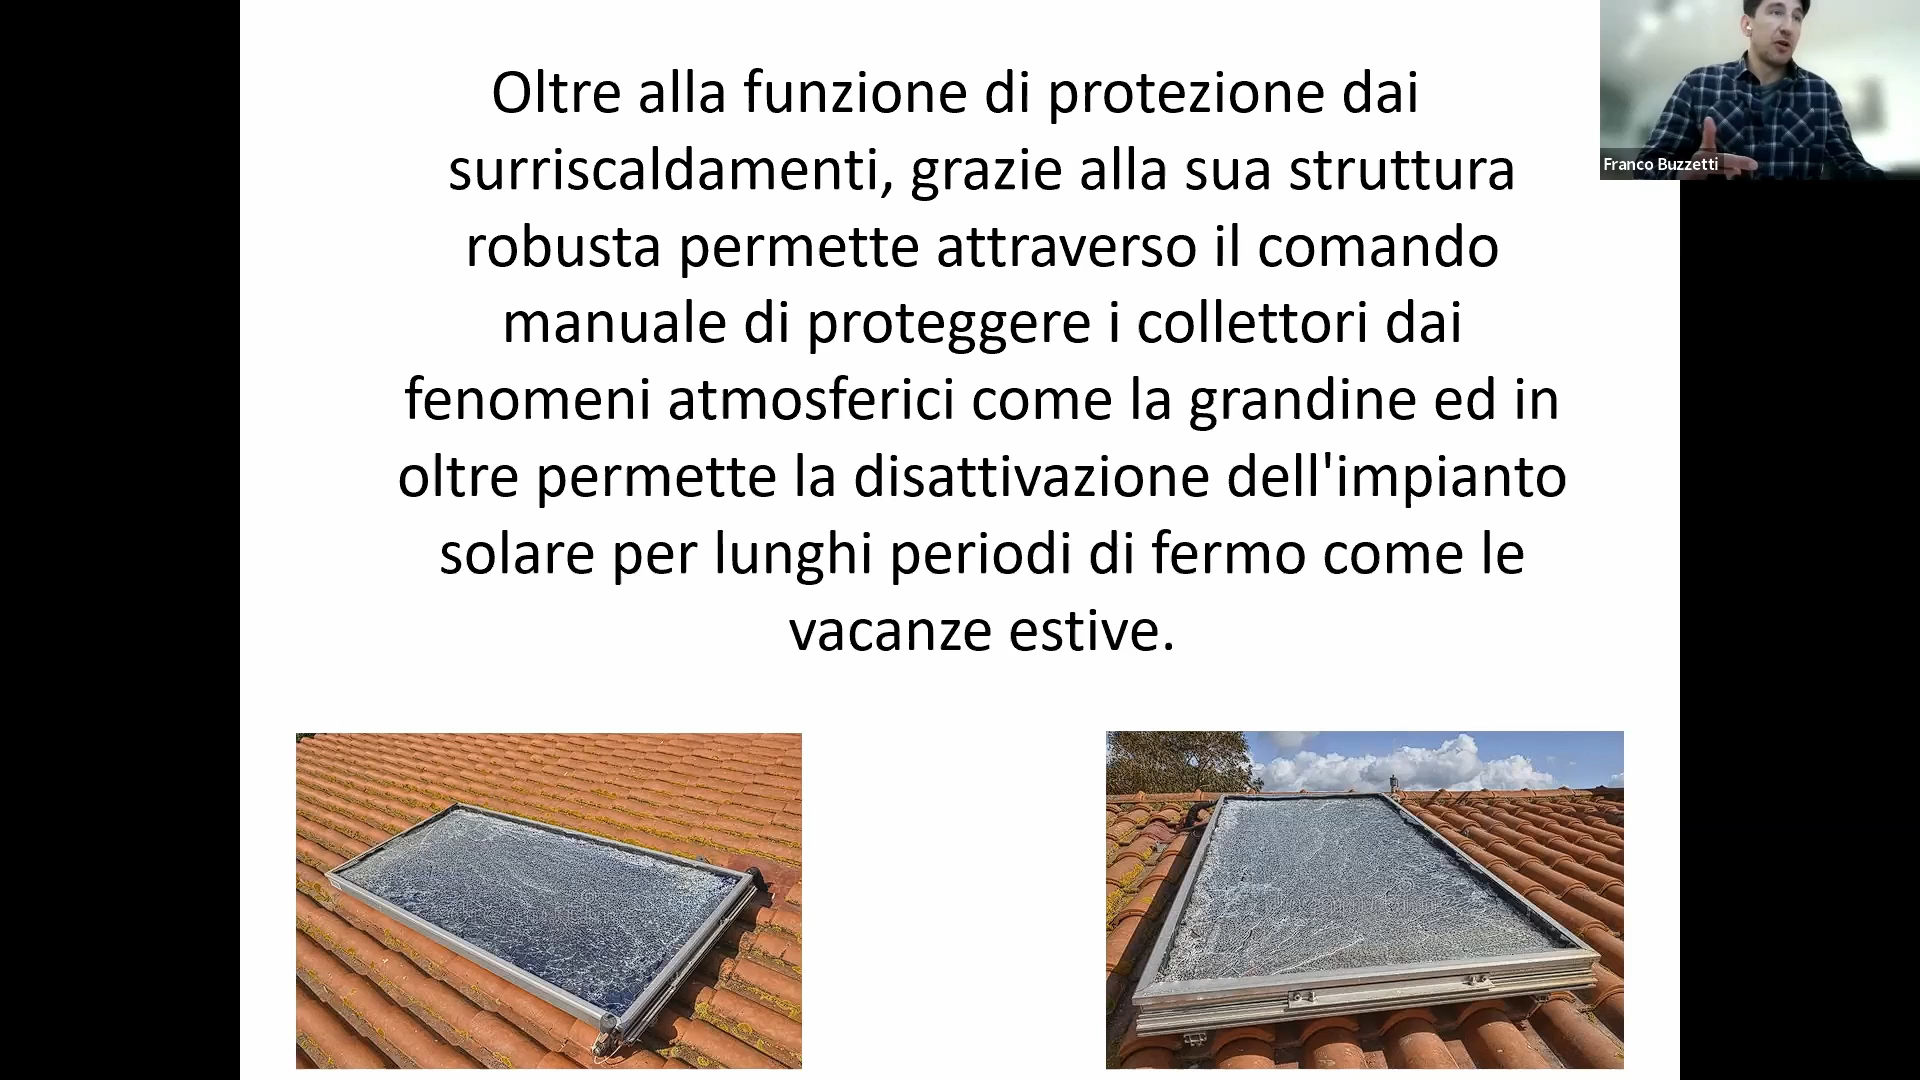 Oltre alla funzione di protezione dai
surriscaldamenti, grazie alla sua struttura
robusta permette attraverso il comando
manuale di proteggere i collettori dai
fenomeni atmosferici come la grandine ed in
oltre permette la disattivazione dell'impianto
solare per lunghi periodi di fermo come le
vacanze estive.
Franco Buzzetti